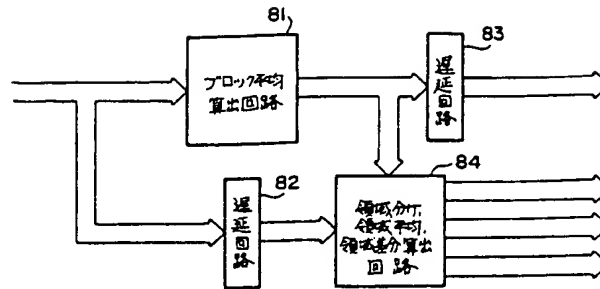 81
ブロック平均
算出回路
83
遅延回路
82
遅延回路
84
領域分け,
領域平均,
領域差分算出
回路